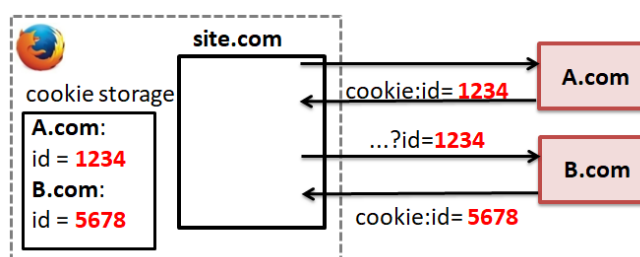 site.com
cookie storage
A.com:
id = 1234
B.com:
id = 5678
cookie:id= 1234
...?id=1234
cookie:id= 5678
A.com
B.com